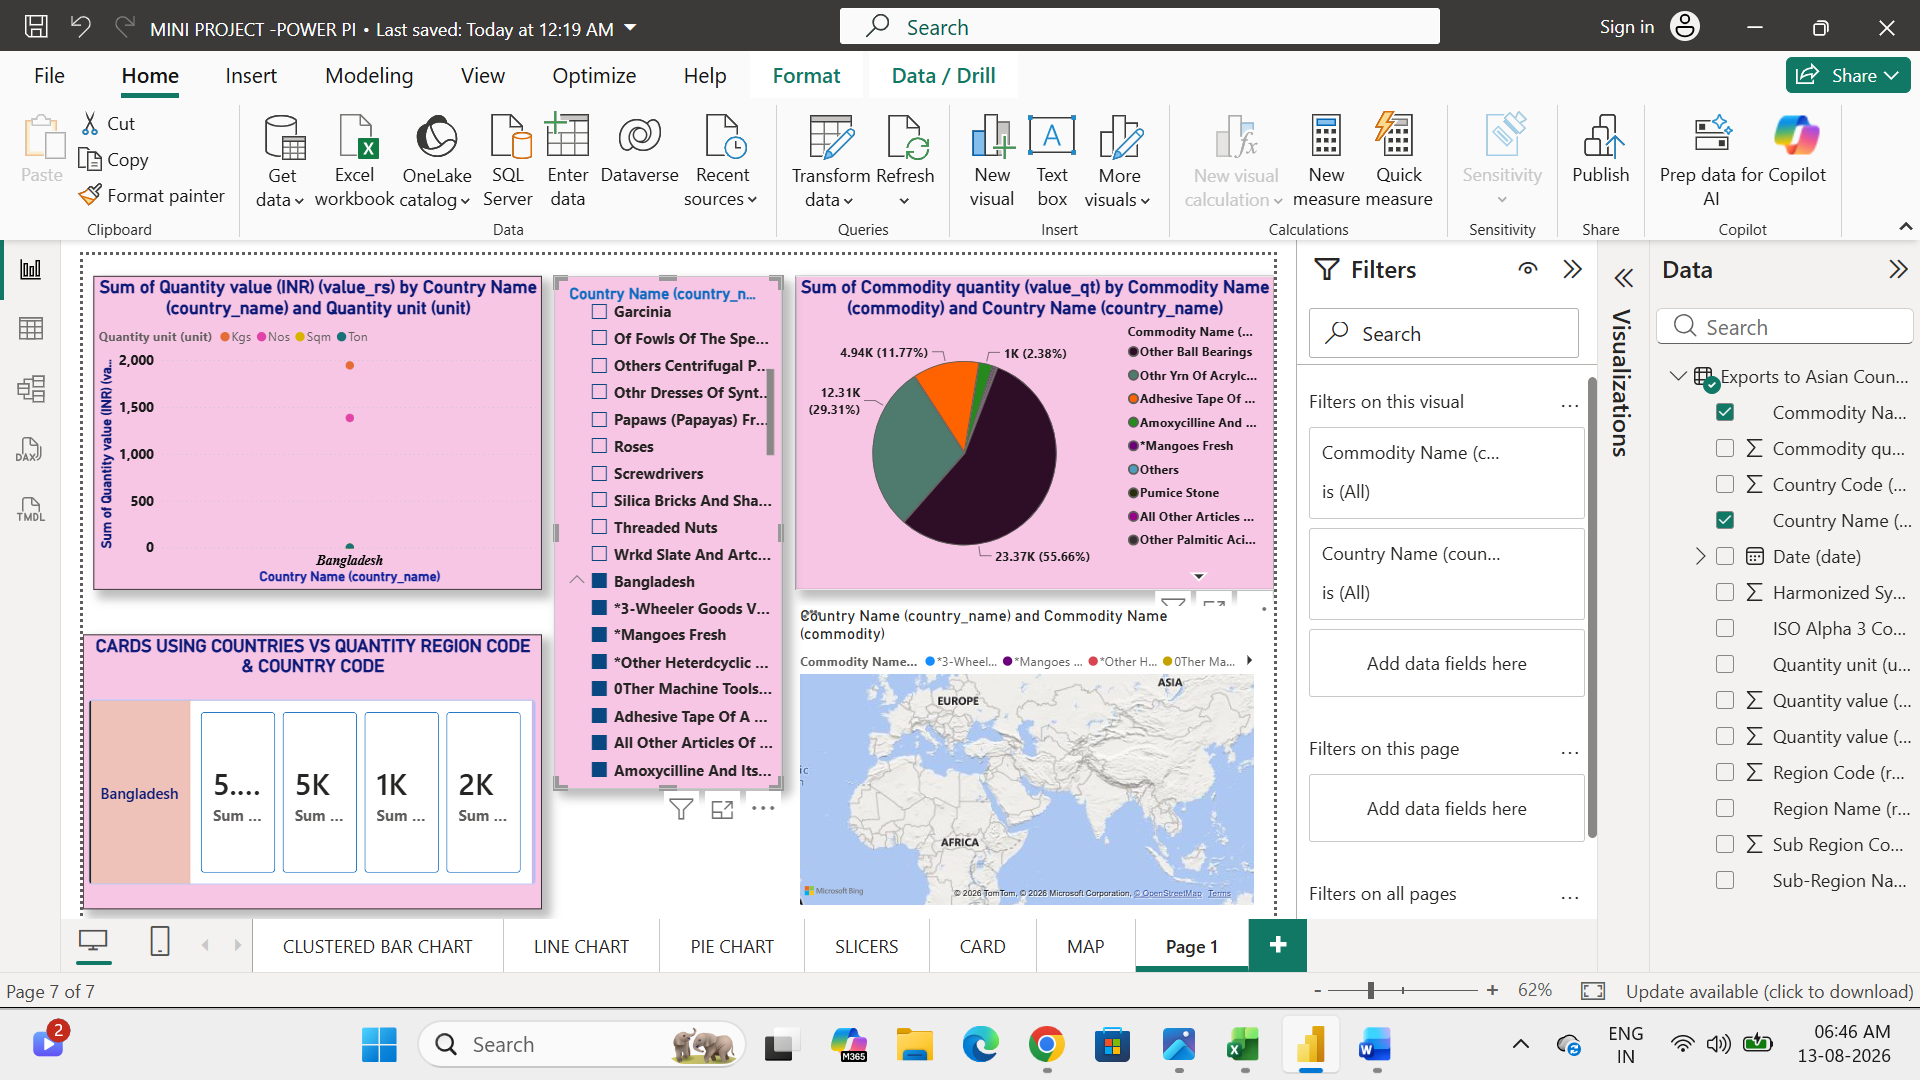 MINI PROJECT -POWER PI • Last saved: Today at 12:19 AM
Search
Sign in
File
Home
Insert
Modeling
View
Optimize
Help
Format
Data / Drill
Share
Paste
Cut
Copy
Format painter
Clipboard
Get data
Excel workbook
OneLake catalog
SQL Server
Enter data
Dataverse
Recent sources
Data
Transform data
Refresh
Queries
New visual
Text box
More visuals
Insert
New visual calculation
New measure
Quick measure
Calculations
Sensitivity
Sensitivity
Publish
Share
Prep data for AI
Copilot
Copilot
Sum of Quantity value (INR) (value_rs) by Country Name
(country_name) and Quantity unit (unit)
Quantity unit (unit) Kgs Nos Sqm Ton
Sum of Quantity value (INR) (va...
2,000
1,500
1,000
500
0
Bangladesh
Country Name (country_name)
CARDS USING COUNTRIES VS QUANTITY REGION CODE
& COUNTRY CODE
Bangladesh
5....
Sum ...
5K
Sum ...
1K
Sum ...
2K
Sum ...
Country Name (country_n...
Garcinia
Of Fowls Of The Spe...
Others Centrifugal P...
Othr Dresses Of Synt...
Papaws (Papayas) Fr...
Roses
Screwdrivers
Silica Bricks And Sha...
Threaded Nuts
Wrkd Slate And Artc...
Bangladesh
*3-Wheeler Goods V...
*Mangoes Fresh
*Other Heterdcyclic ...
0Ther Machine Tools...
Adhesive Tape Of A ...
All Other Articles Of ...
Amoxycilline And Its...
Sum of Commodity quantity (value_qt) by Commodity Name
(commodity) and Country Name (country_name)
4.94K (11.77%)
1K (2.38%)
12.31K
(29.31%)
23.37K (55.66%)
Commodity Name (...
Other Ball Bearings
Othr Yrn Of Acrylc...
Adhesive Tape Of ...
Amoxycilline And ...
*Mangoes Fresh
Others
Pumice Stone
All Other Articles ...
Other Palmitic Aci...
Country Name (country_name) and Commodity Name
(commodity)
Commodity Name... *3-Wheel... *Mangoes ... *Other H... 0Ther Ma...
EUROPE
ASIA
AFRICA
Microsoft Bing
© 2026 TomTom, © 2026 Microsoft Corporation, © OpenStreetMap Terms
Filters
Search
Filters on this visual ...
Commodity Name (c...
is (All)
Country Name (coun...
is (All)
Add data fields here
Filters on this page ...
Add data fields here
Filters on all pages ...
Visualizations
Data
Search
Exports to Asian Coun...
Commodity Na...
Commodity qu...
Country Code (...
Country Name (...
Date (date)
Harmonized Sy...
ISO Alpha 3 Co...
Quantity unit (u...
Quantity value (...
Quantity value (...
Region Code (r...
Region Name (r...
Sub Region Co...
Sub-Region Na...
DAX
TMDL
CLUSTERED BAR CHART
LINE CHART
PIE CHART
SLICERS
CARD
MAP
Page 1
+
Page 7 of 7
- + 62%
Update available (click to download)
2
Search
M365
ENG
IN
06:46 AM
13-08-2026